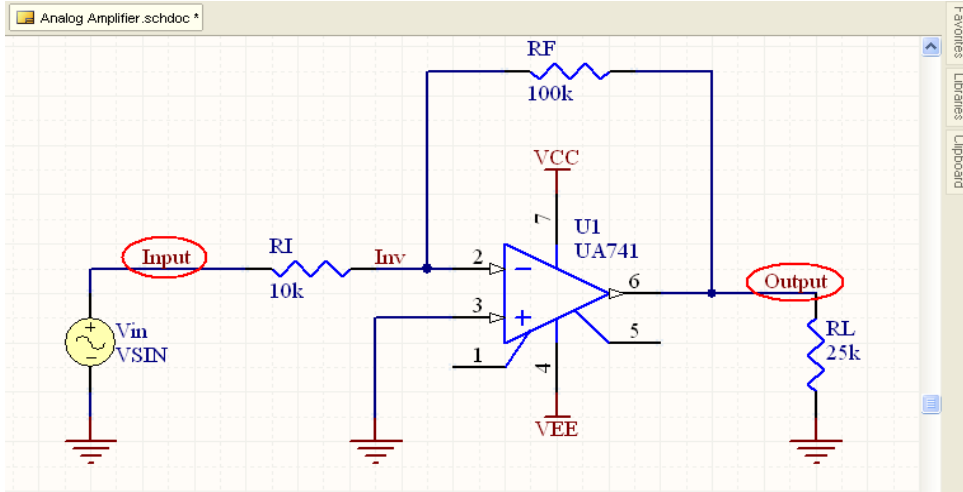 Analog Amplifier.schdoc *
Favorites
Libraries
Clipboard
RF
100k
VCC
7
U1
UA741
Input
RI
10k
Inv
2
6
Output
3
Vin
VSIN
1
4
5
RL
25k
VEE